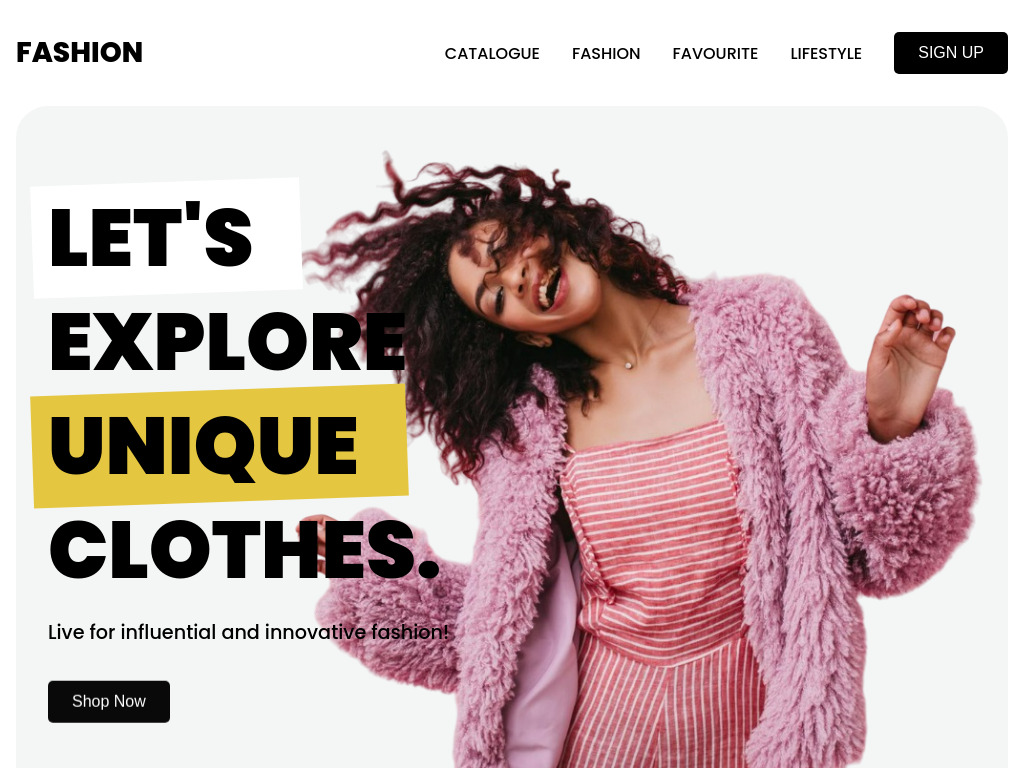 FASHION
CATALOGUE FASHION FAVOURITE LIFESTYLE SIGN UP
LET'S
EXPLORE
UNIQUE
CLOTHES.
Live for influential and innovative fashion!
Shop Now